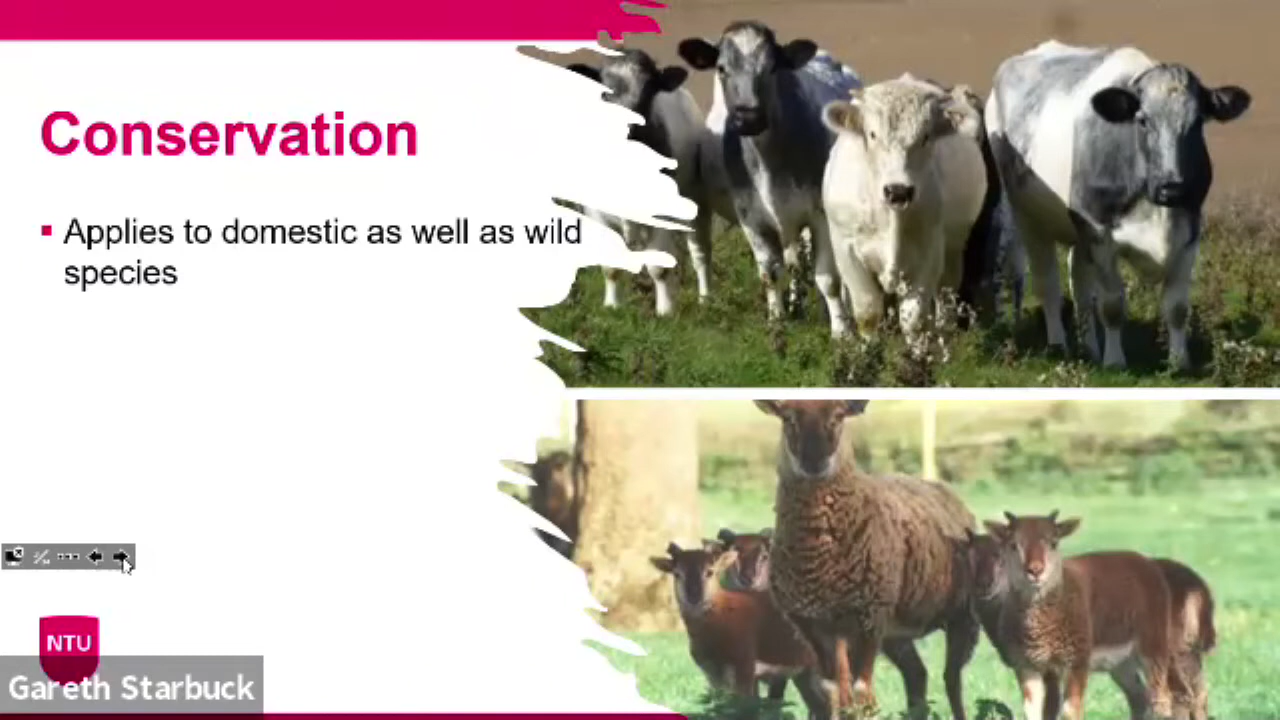 Conservation
Applies to domestic as well as wild
species
NTU
Gareth Starbuck